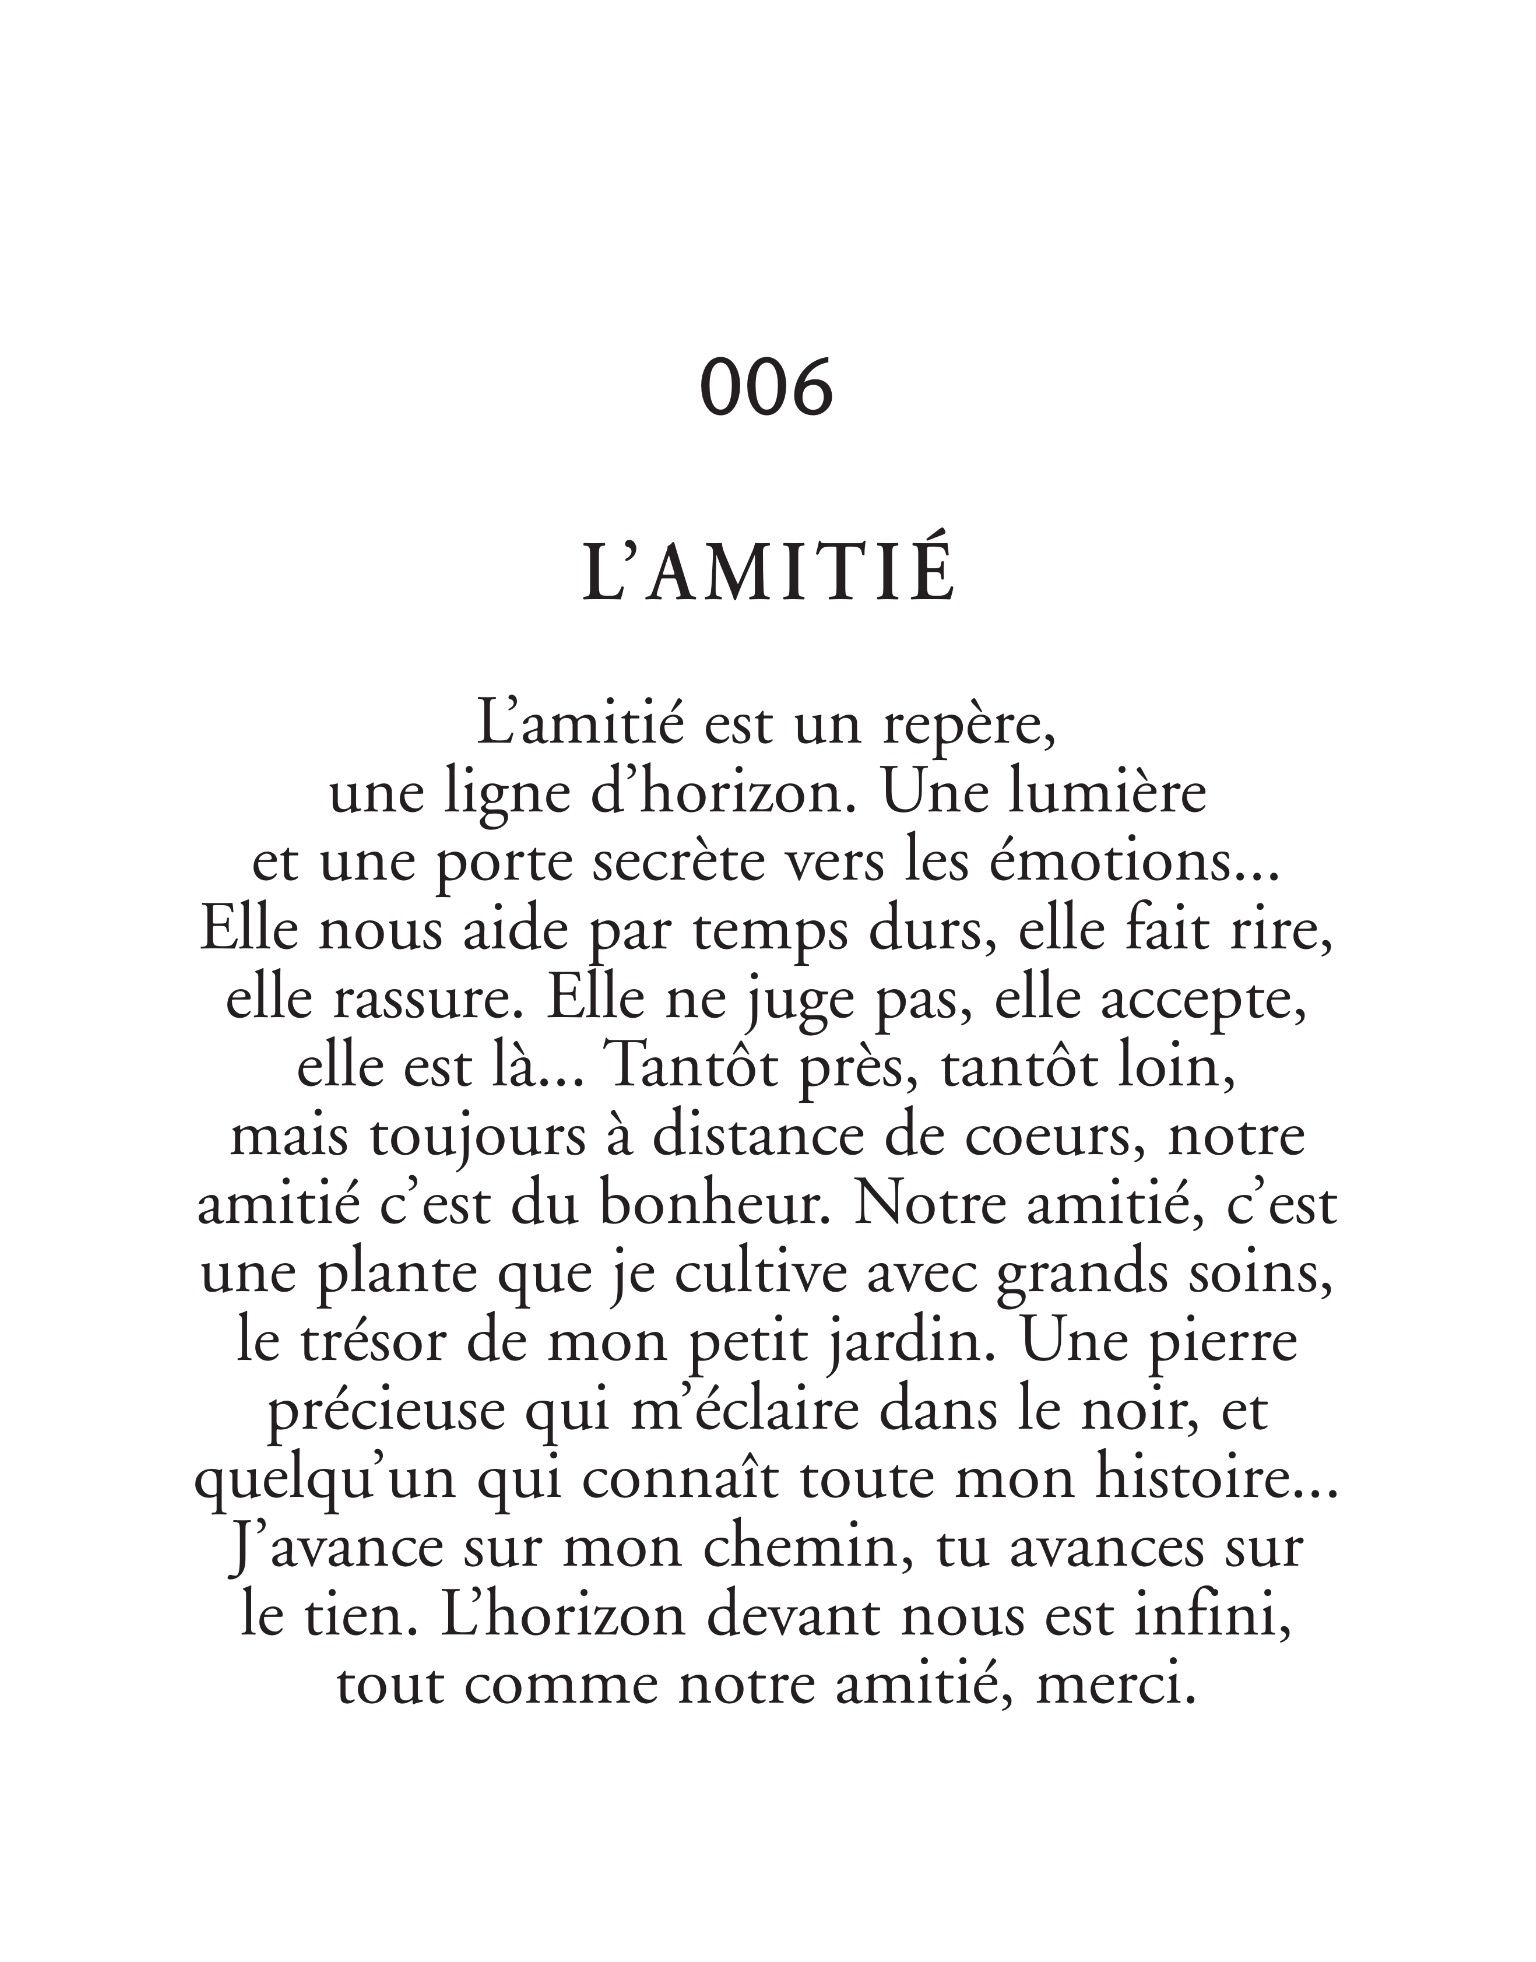 006
L’AMITIÉ
L’amitié est un repère,
une ligne d’horizon. Une lumière
et une porte secrète vers les émotions...
Elle nous aide par temps durs, elle fait rire,
elle rassure. Elle ne juge pas, elle accepte,
elle est là... Tantôt près, tantôt loin,
mais toujours à distance de coeurs, notre
amitié c’est du bonheur. Notre amitié, c’est
une plante que je cultive avec grands soins,
le trésor de mon petit jardin. Une pierre
précieuse qui m’éclaire dans le noir, et
quelqu’un qui connaît toute mon histoire...
J’avance sur mon chemin, tu avances sur
le tien. L’horizon devant nous est infini,
tout comme notre amitié, merci.